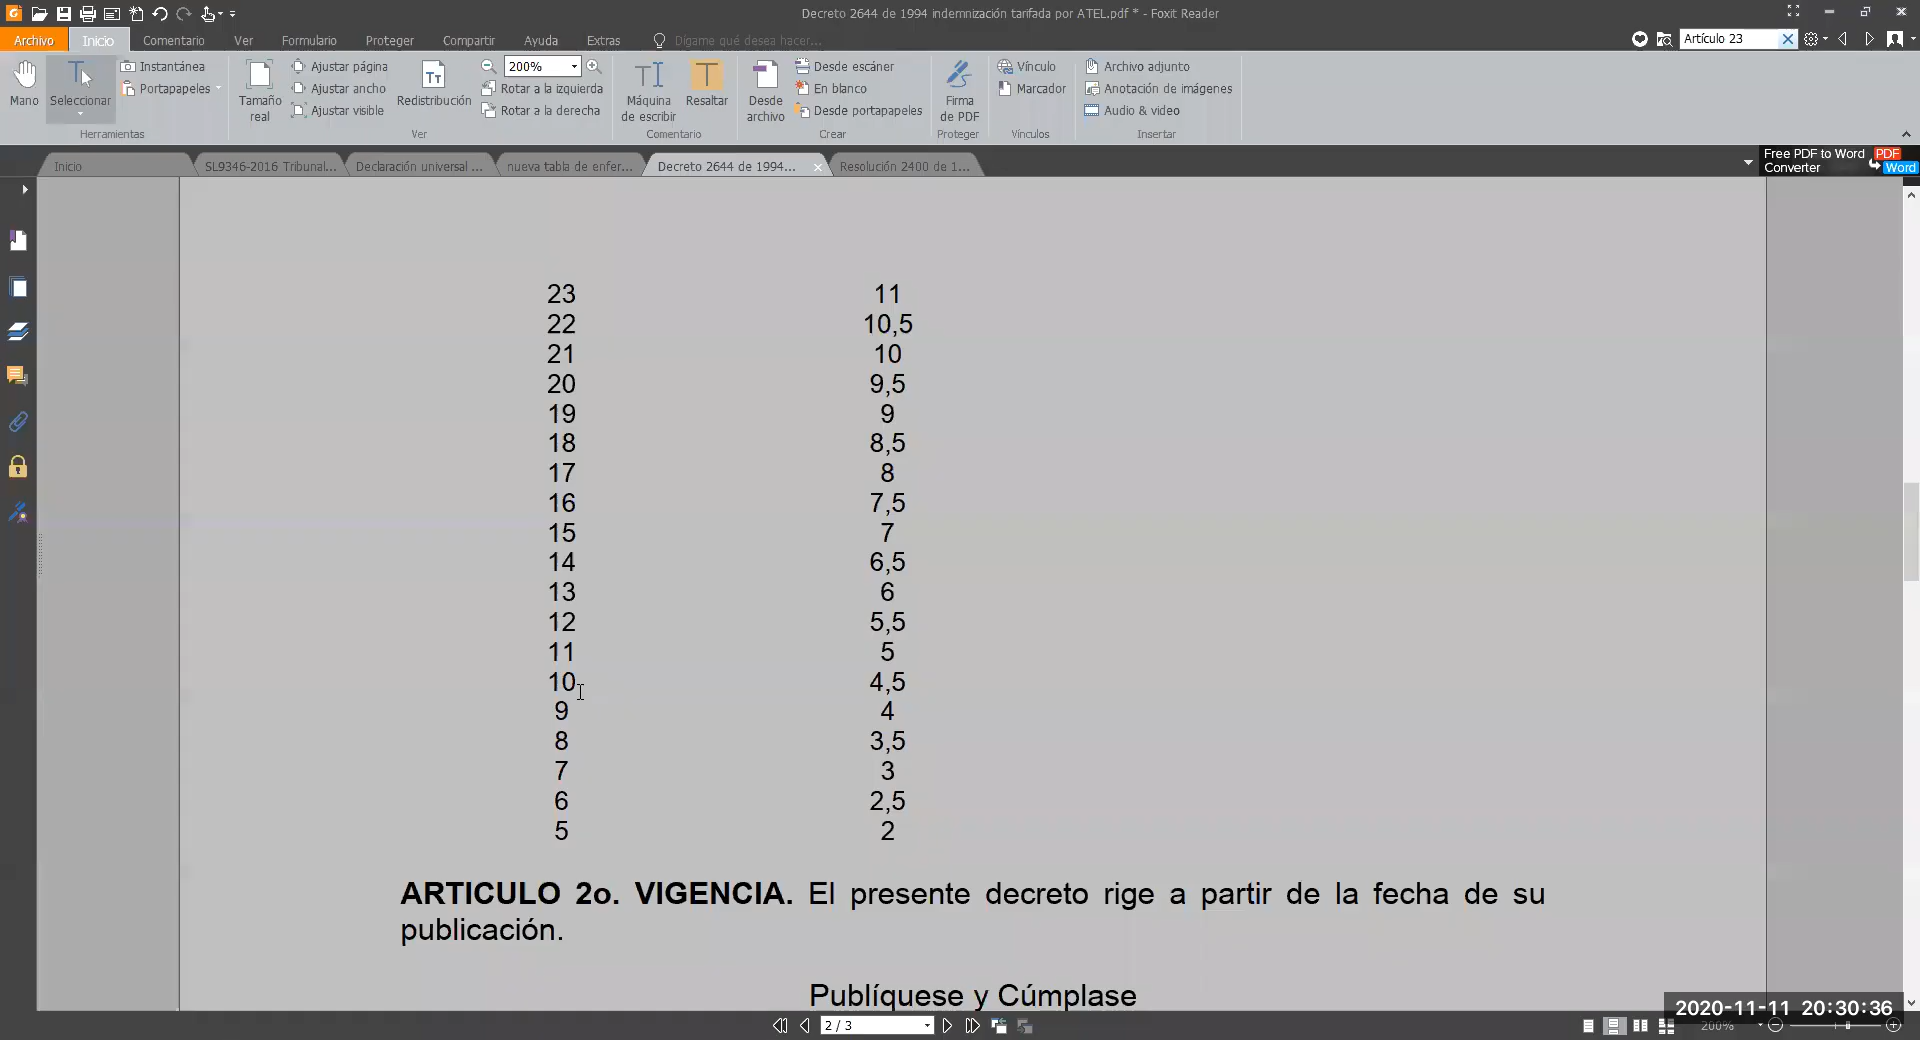 Decreto 2644 de 1994 indemnización tarifada por ATEL.pdf * - Foxit Reader
Archivo Inicio Comentario Ver Formulario Proteger Compartir Ayuda Extras Dígame qué desea hacer... Artículo 23
Mano
Seleccionar
Instantánea
Portapapeles
Herramientas
Tamaño real
Ajustar página
Ajustar ancho
Ajustar visible
Redistribución
200%
Rotar a la izquierda
Rotar a la derecha
Ver
Máquina de escribir
Resaltar
Comentario
Desde archivo
Desde escáner
En blanco
Desde portapapeles
Crear
Firma de PDF
Proteger
Vínculo
Marcador
Vínculos
Archivo adjunto
Anotación de imágenes
Audio & video
Insertar
Inicio SL9346-2016 Tribunal... Declaración universal ... nueva tabla de enfer... Decreto 2644 de 1994... Resolución 2400 de 1...
Free PDF to Word
Converter
PDF
Word
23 11
22 10,5
21 10
20 9,5
19 9
18 8,5
17 8
16 7,5
15 7
14 6,5
13 6
12 5,5
11 5
10 4,5
9 4
8 3,5
7 3
6 2,5
5 2
ARTICULO 2o. VIGENCIA. El presente decreto rige a partir de la fecha de su
publicación.
Publíquese y Cúmplase
2020-11-11 20:30:36
2 / 3
200%